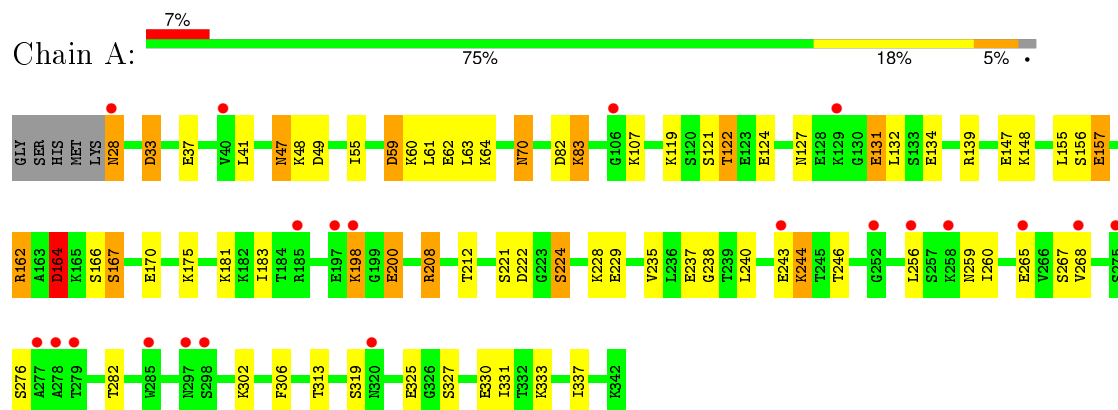 7%
Chain A:
75% 18% 5% •
GLY SER HIS MET LYS N28 D33 E37 V40 L41 N47 K48 D49 I55 D59 K60 L61 E62 L63 K64 N70 D82 K83 G106 K107 K119 S120 S121 T122 E123 E124 N127 E128 K129 G130 E131 L132 S133 E134 R139 E147 K148 L155 S156 E157
R162 A163 D164 K165 S166 S167 E170 K175 K181 K182 I183 T184 R185 E197 K198 G199 E200 R208 T212 S221 D222 G223 S224 K228 E229 V235 L236 E237 G238 T239 L240 E243 K244 T245 T246 G252 L256 S257 K258 N259 I260 E265 V266 S267 V268 S275
S276 A277 A278 T279 T282 W285 N297 S298 K302 F306 T313 S319 N320 E325 G326 S327 E330 I331 T332 K333 I337 K342